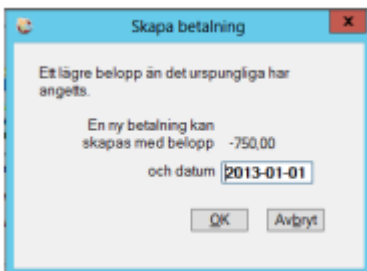 Skapa betalning
x
Ett lägre belopp än det urspungliga har
angetts.
En ny betalning kan
skapas med belopp -750,00
och datum 2013-01-01
OK Avbryt